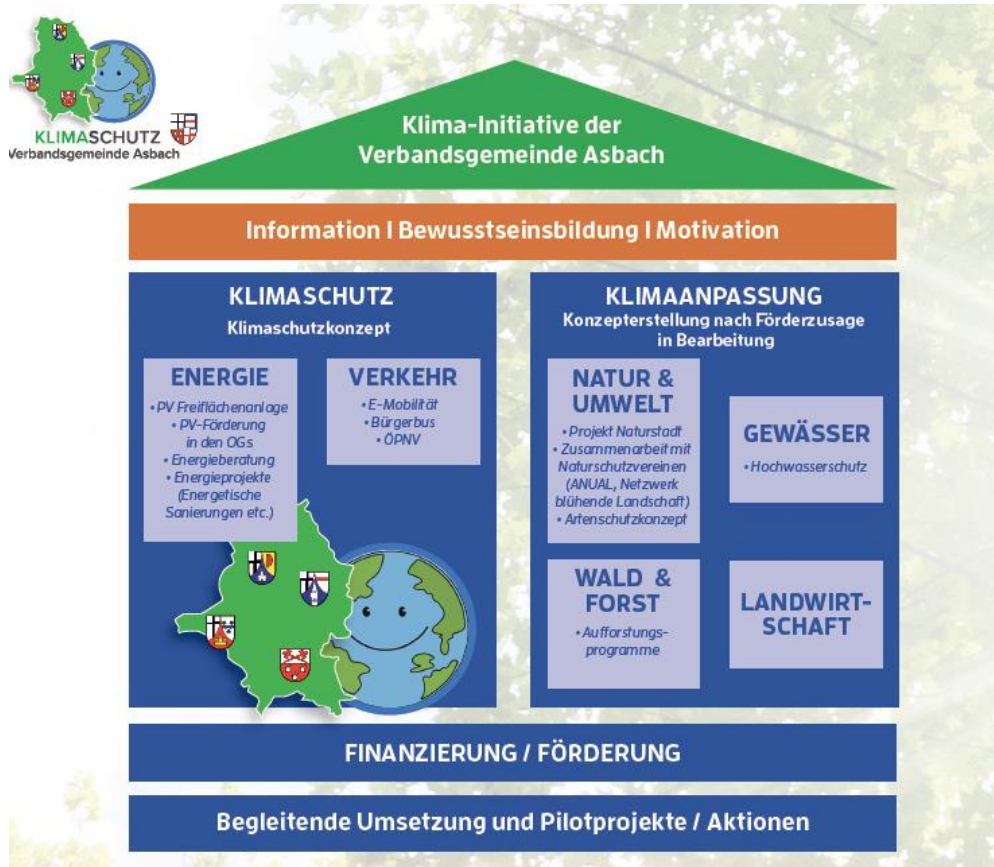 KLIMASCHUTZ
Verbandsgemeinde Asbach
Klima-Initiative der
Verbandsgemeinde Asbach
Information I Bewusstseinsbildung I Motivation
KLIMASCHUTZ
Klimaschutzkonzept
ENERGIE
• PV Freiflächenanlage
• PV-Förderung
in den OGs
• Energieberatung
• Energieprojekte
(Energetische
Sanierungen etc.)
VERKEHR
• E-Mobilität
• Bürgerbus
• ÖPNV
KLIMAANPASSUNG
Konzepterstellung nach Förderzusage
in Bearbeitung
NATUR &
UMWELT
• Projekt Naturstadt
• Zusammenarbeit mit
Naturschutzvereinen
(ANUAL, Netzwerk
blühende Landschaft)
• Artenschutzkonzept
GEWÄSSER
• Hochwasserschutz
WALD &
FORST
• Aufforstungs-
programme
LANDWIRT-
SCHAFT
FINANZIERUNG / FÖRDERUNG
Begleitende Umsetzung und Pilotprojekte / Aktionen